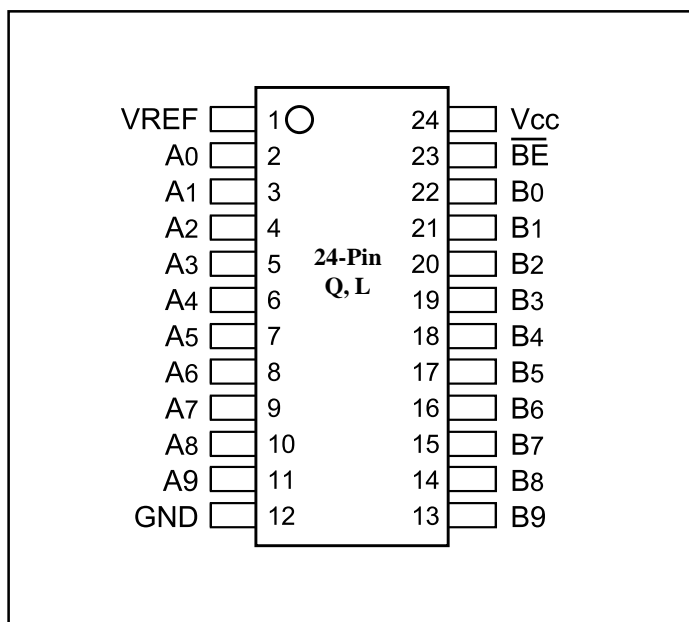 VREF 1 24 Vcc
A0 2 23 B̅E̅
A1 3 22 B0
A2 4 21 B1
A3 5 20 B2
A4 6 19 B3
A5 7 18 B4
A6 8 17 B5
A7 9 16 B6
A8 10 15 B7
A9 11 14 B8
GND 12 13 B9
24-Pin
Q, L